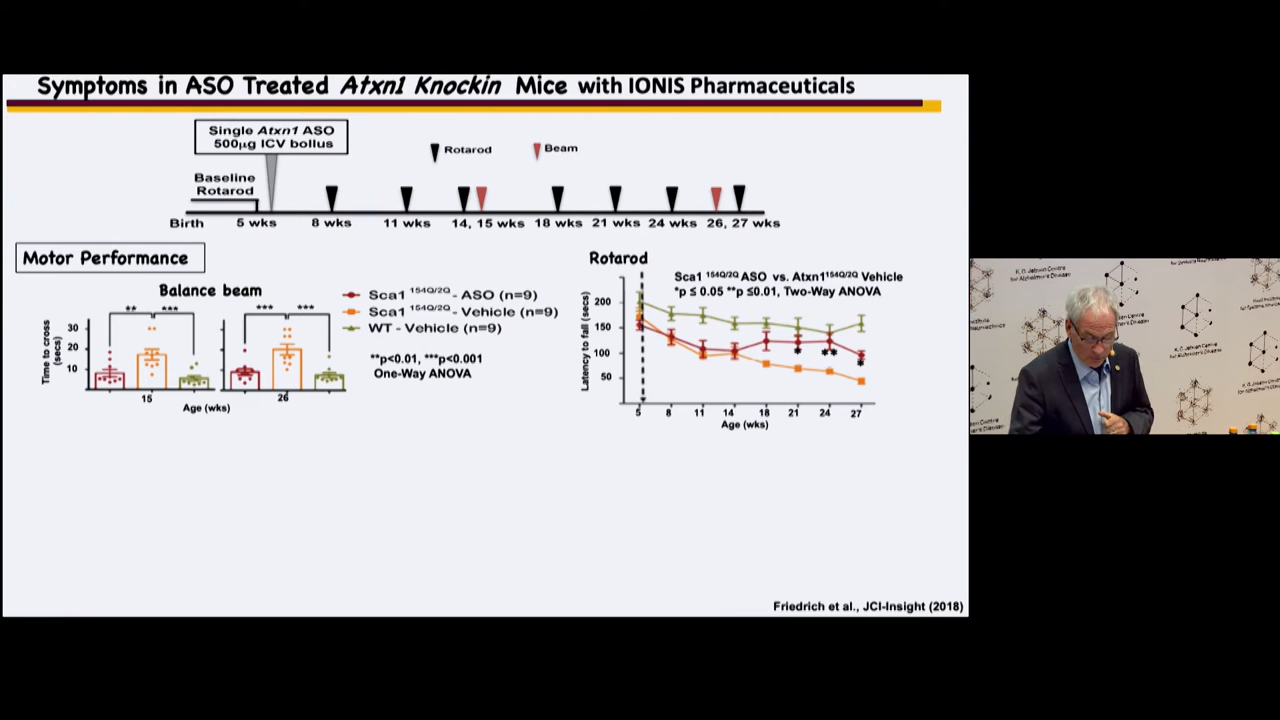 Symptoms in ASO Treated Atxn1 Knockin Mice with IONIS Pharmaceuticals
Single Atxn1 ASO
500µg ICV bollus
Rotarod
Beam
Baseline
Rotarod
Birth 5 wks 8 wks 11 wks 14, 15 wks 18 wks 21 wks 24 wks 26, 27 wks
Motor Performance
Balance beam
Time to cross
(secs)
30
20
10
** ***
*** ***
15
26
Age (wks)
Sca1 154Q/2Q - ASO (n=9)
Sca1 154Q/2Q - Vehicle (n=9)
WT - Vehicle (n=9)
**p<0.01, ***p<0.001
One-Way ANOVA
Rotarod
Sca1 154Q/2Q ASO vs. Atxn1 154Q/2Q Vehicle
*p ≤ 0.05 **p ≤0.01, Two-Way ANOVA
Latency to fall (secs)
200
150
100
50
* ** *
5 8 11 14 18 21 24 27
Age (wks)
Friedrich et al., JCI-Insight (2018)
K. G. Jebsen Centre
for Alzheimer's Disease